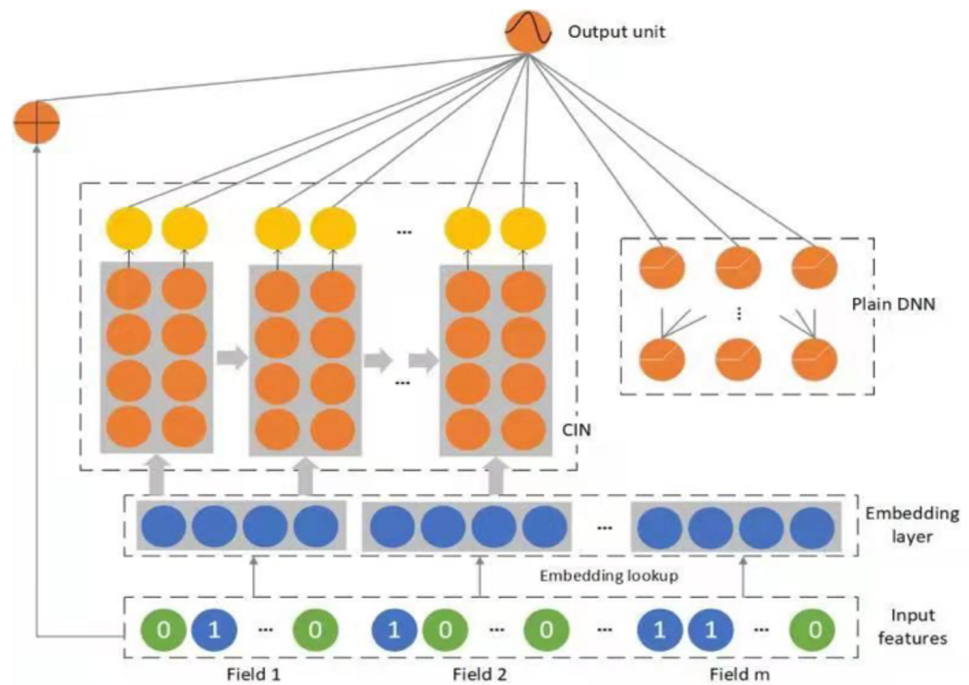 Output unit
...
Plain DNN
...
...
CIN
Embedding
layer
...
Embedding lookup
0 1 ... 0 1 0 ... 0 ... 1 1 ... 0
Input
features
Field 1 Field 2 Field m